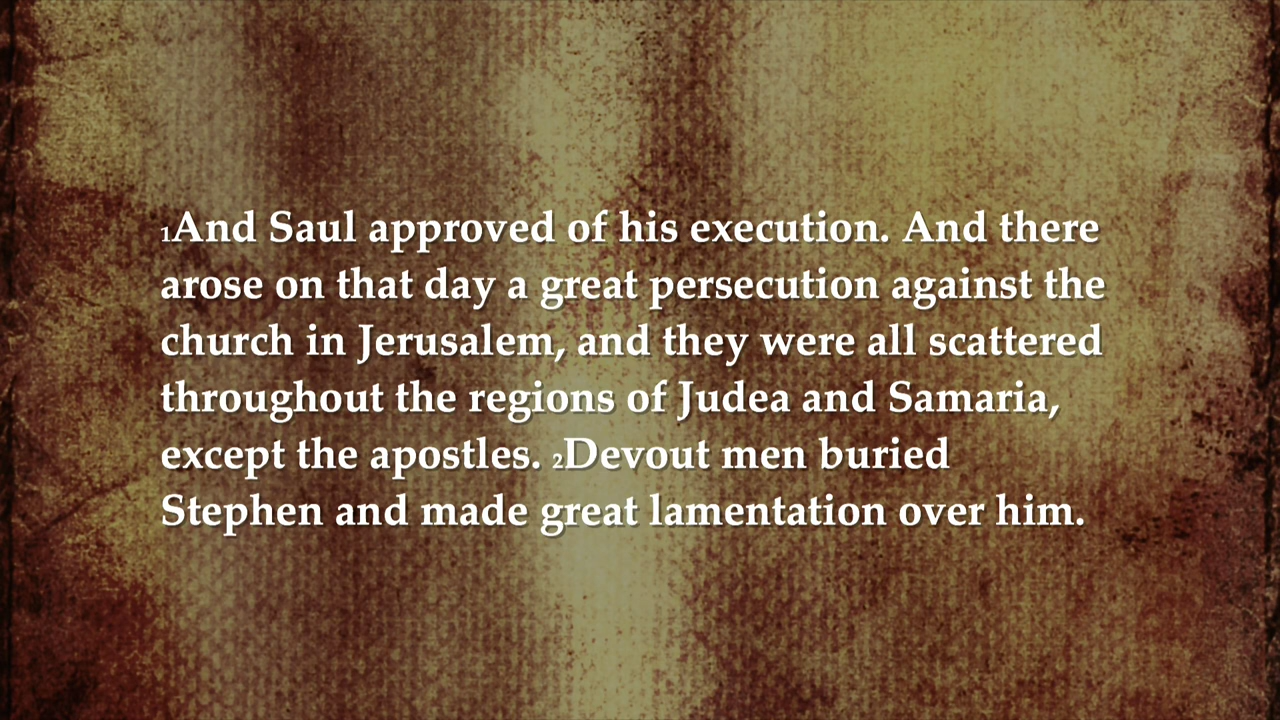 1And Saul approved of his execution. And there
arose on that day a great persecution against the
church in Jerusalem, and they were all scattered
throughout the regions of Judea and Samaria,
except the apostles. 2Devout men buried
Stephen and made great lamentation over him.